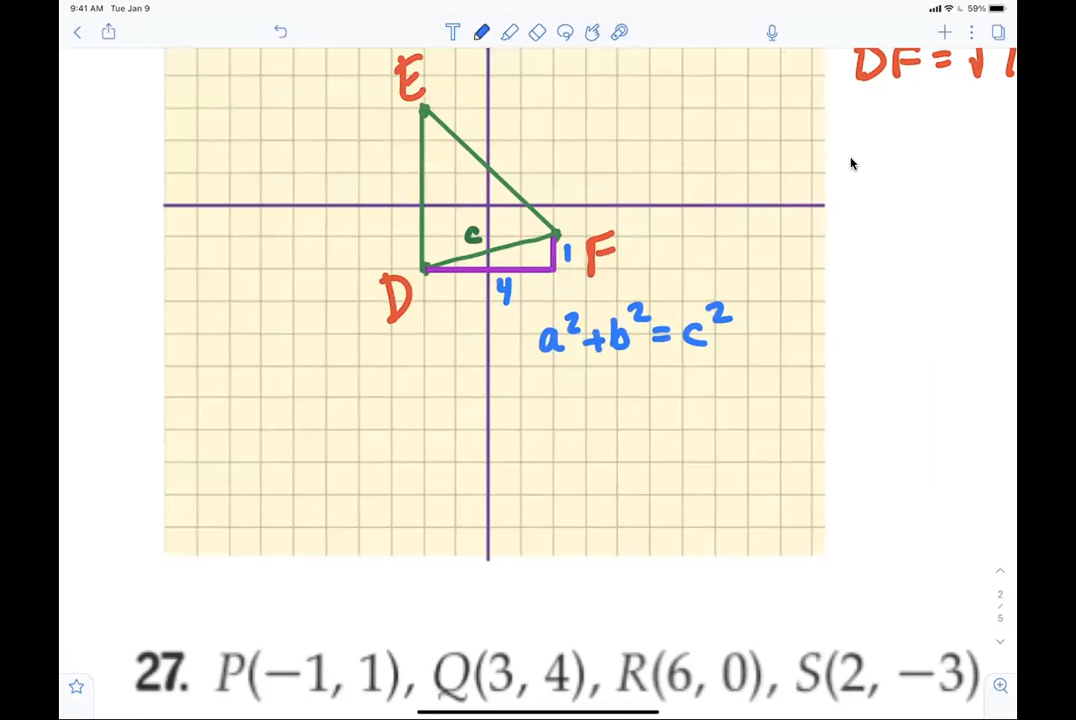 9:41 AM Tue Jan 9
59%
T
DF = √
E
c
1
F
D
4
a² + b² = c²
2
/
5
27. P(−1, 1), Q(3, 4), R(6, 0), S(2, −3)